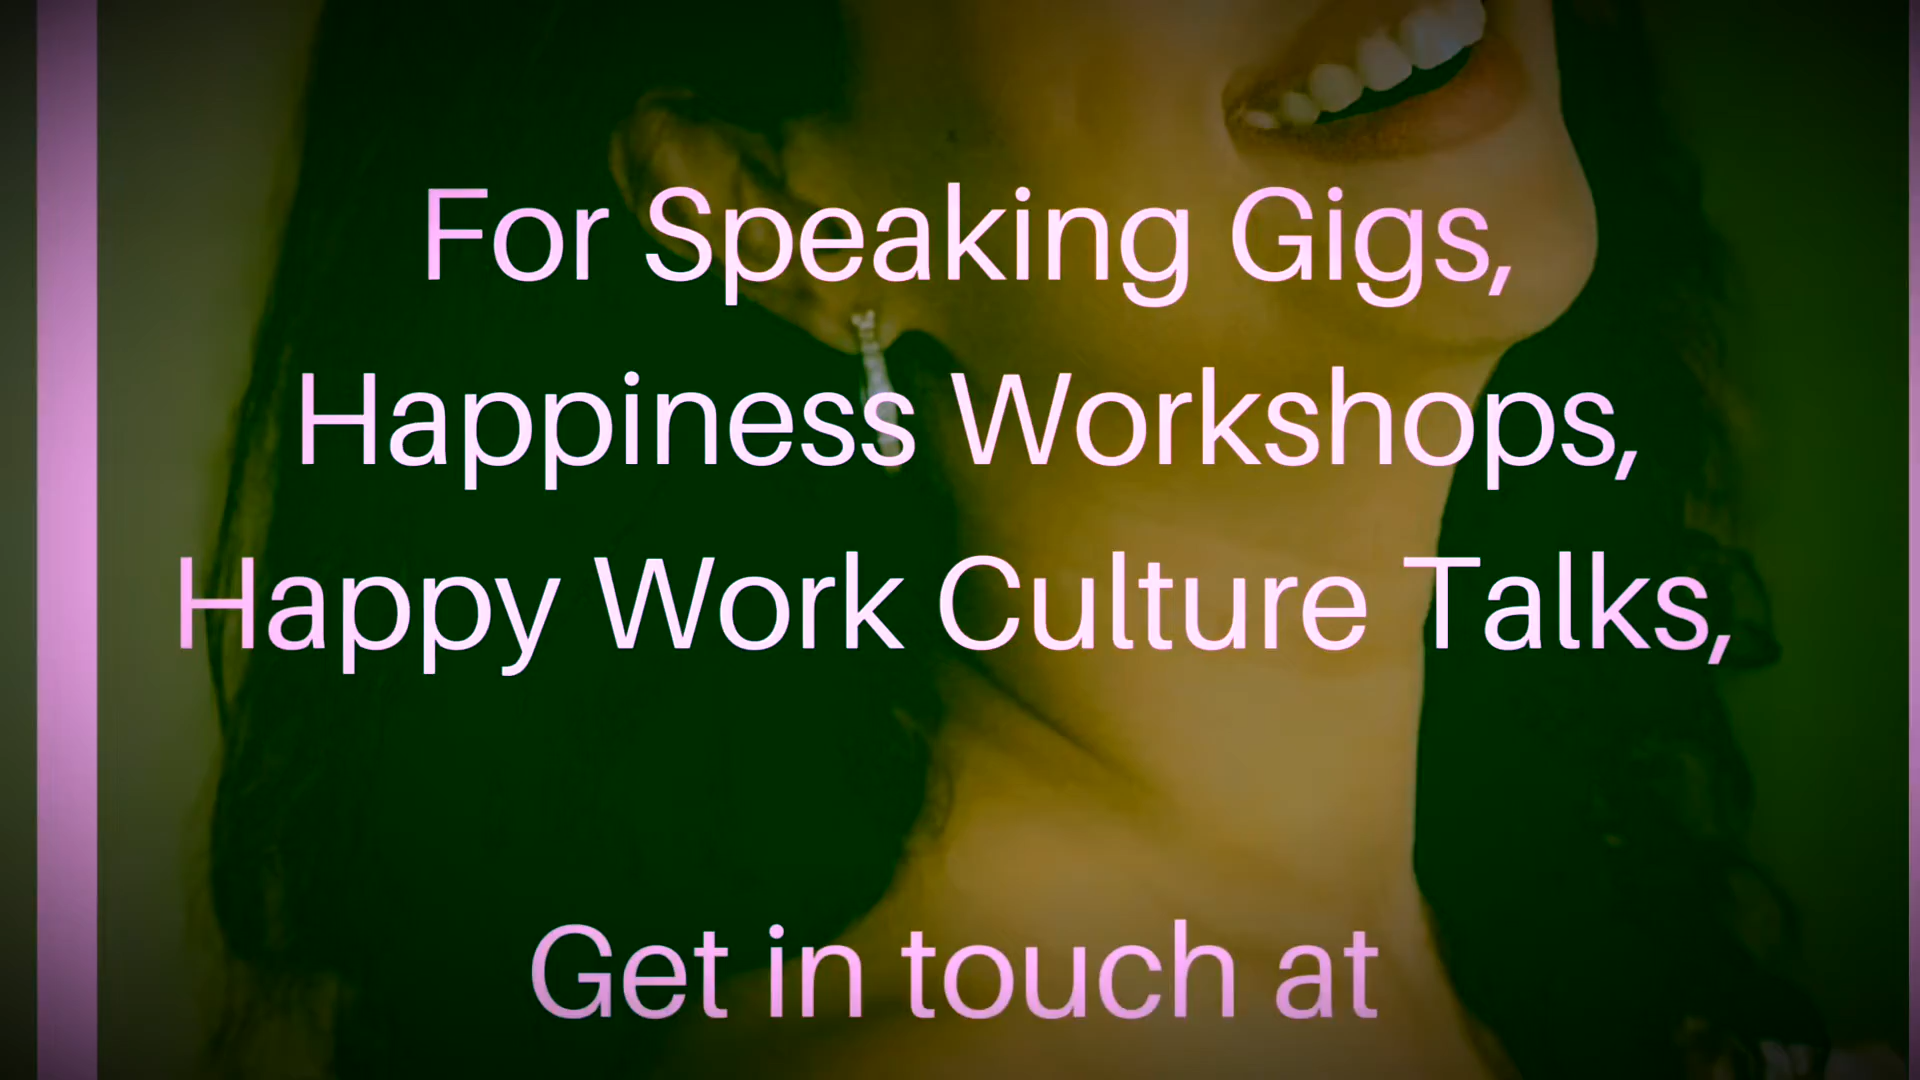 For Speaking Gigs,
Happiness Workshops,
Happy Work Culture Talks,
Get in touch at